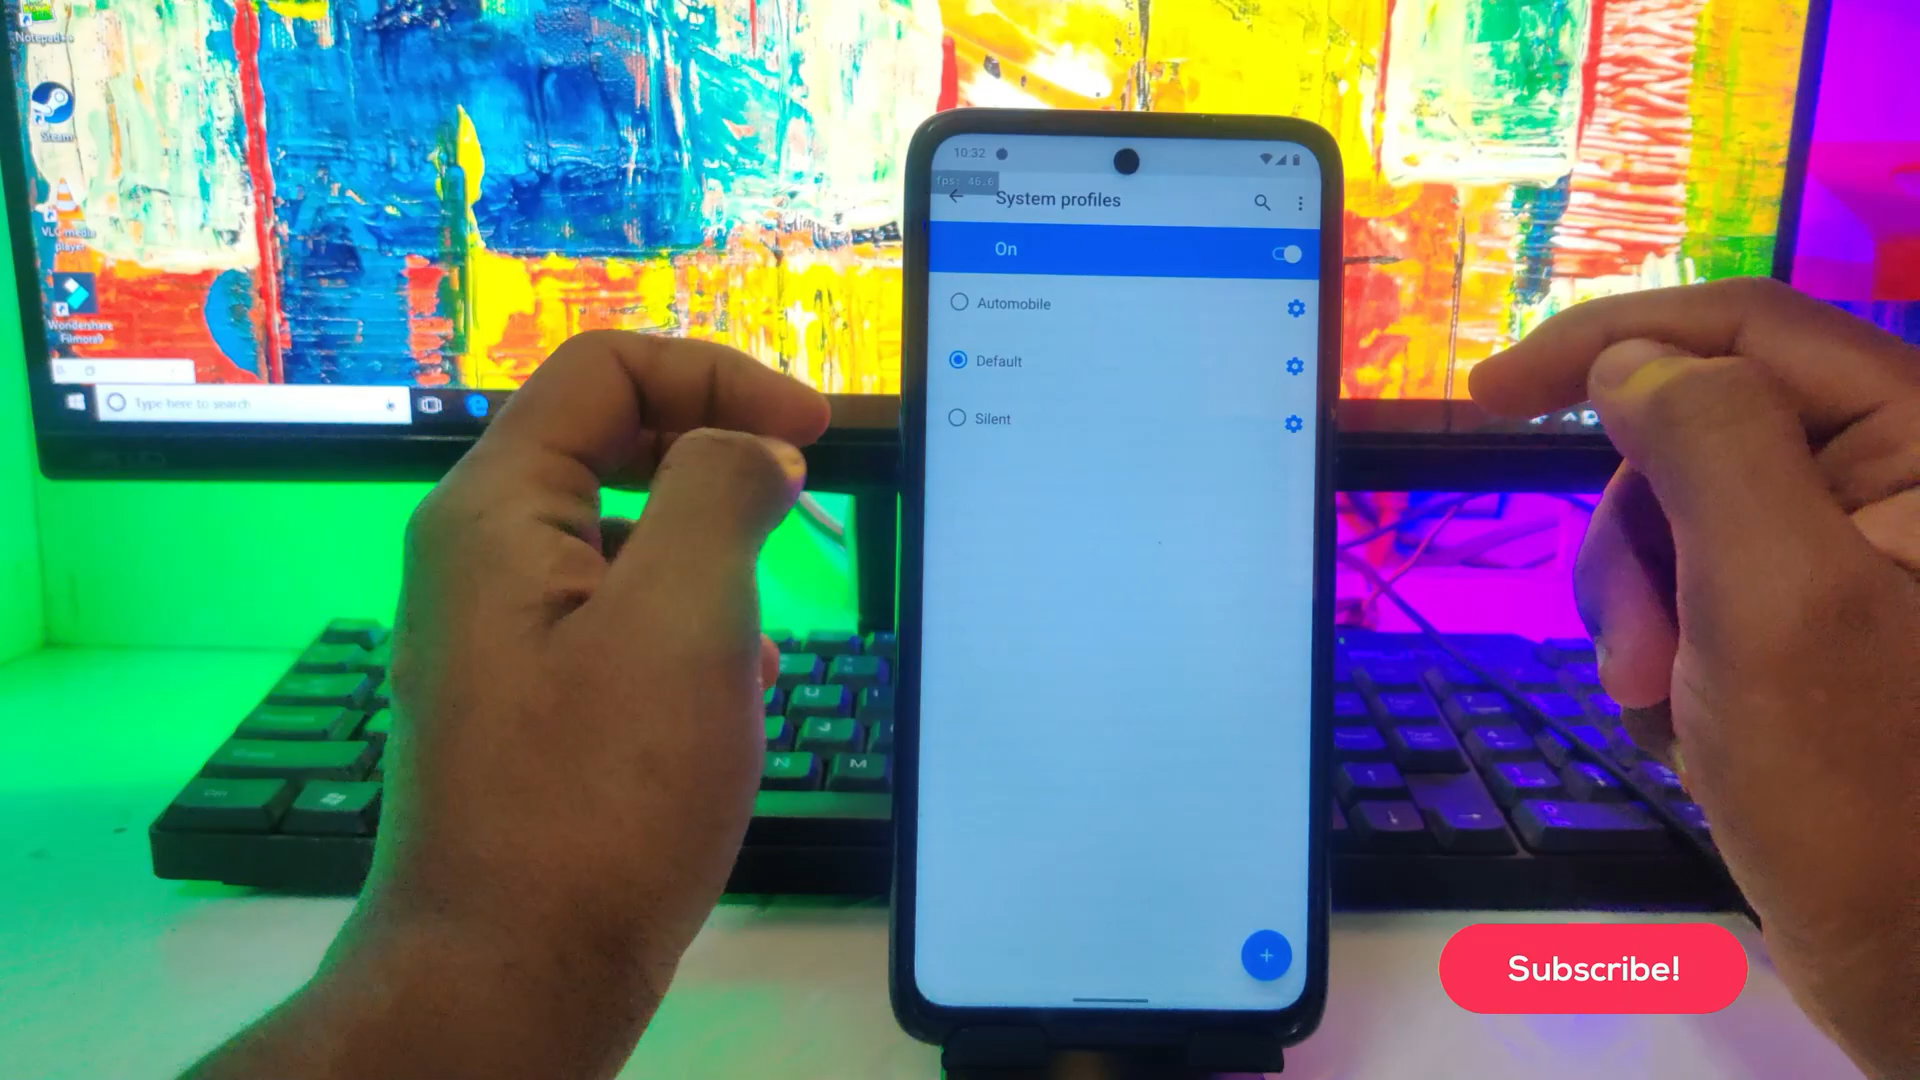 Notepad++
Steam
VLC media
player
Wondershare
Filmora9
Type here to search
10:32
fps: 46.6
System profiles
On
Automobile
Default
Silent
U
J
N
M
Subscribe!